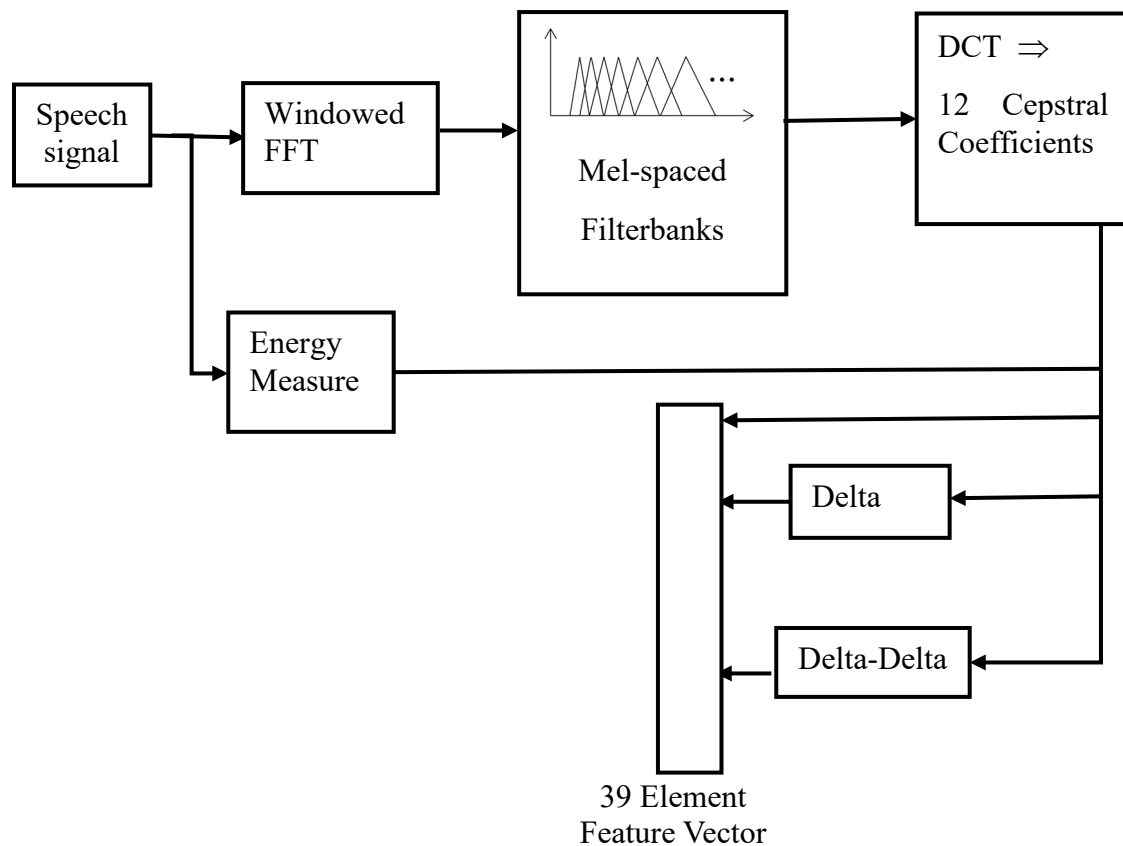 Speech
signal
Windowed
FFT
...
Mel-spaced
Filterbanks
DCT ⇒
12 Cepstral
Coefficients
Energy
Measure
Delta
Delta-Delta
39 Element
Feature Vector